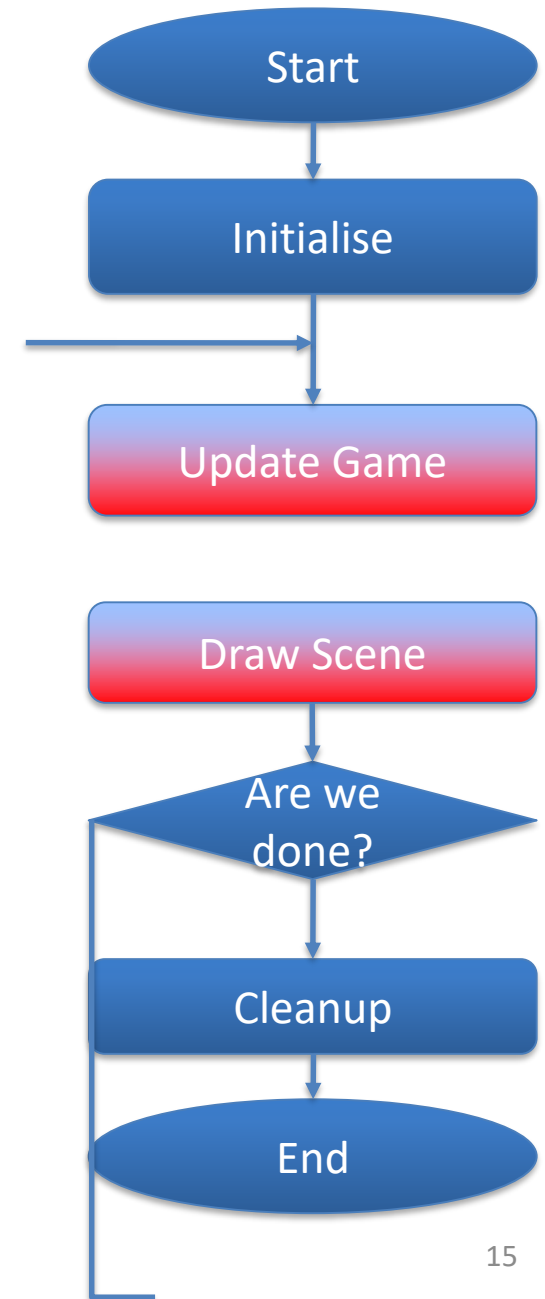 Start
Initialise
Update Game
Draw Scene
Are we
done?
Cleanup
End
15